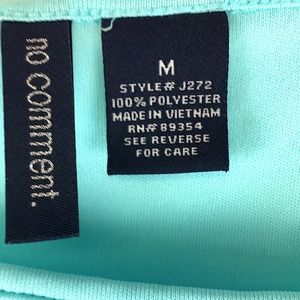 no comment.
M
STYLE# J272
100% POLYESTER
MADE IN VIETNAM
RN# 89354
SEE REVERSE
FOR CARE